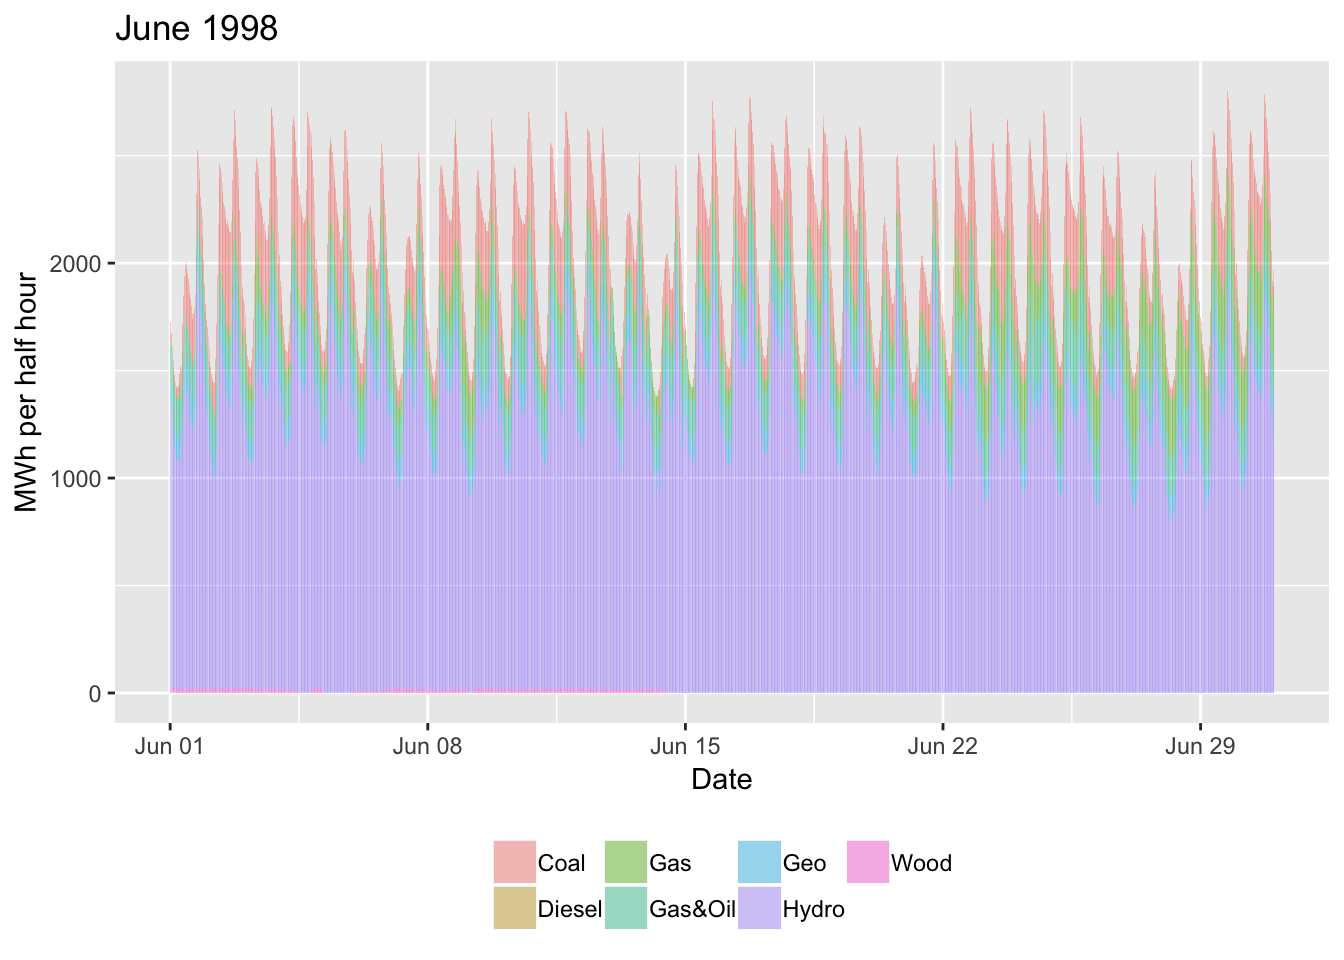 June 1998
MWh per half hour
2000
1000
0
Jun 01 Jun 08 Jun 15 Jun 22 Jun 29
Date
Coal Gas Geo Wood
Diesel Gas&Oil Hydro